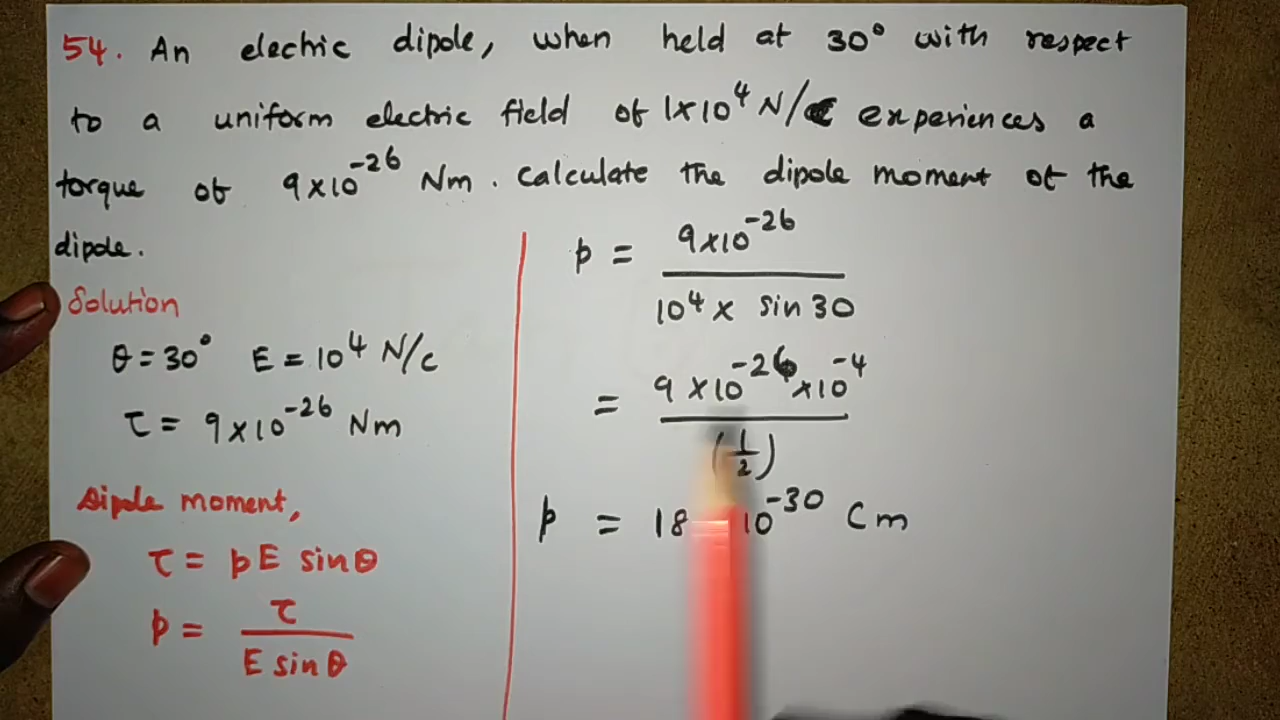 54. An electric dipole, when held at 30° with respect
to a uniform electric field of 1×10⁴ N/C experiences a
torque of 9×10⁻²⁶ Nm. Calculate the dipole moment of the
dipole.
Solution
θ = 30° E = 10⁴ N/C
τ = 9×10⁻²⁶ Nm
Dipole moment,
τ = pE sinθ
p = τ / E sinθ
p = 9×10⁻²⁶ / 10⁴ × sin 30
= 9×10⁻²⁶×10⁻⁴ / (1/2)
p = 18 10⁻³⁰ Cm